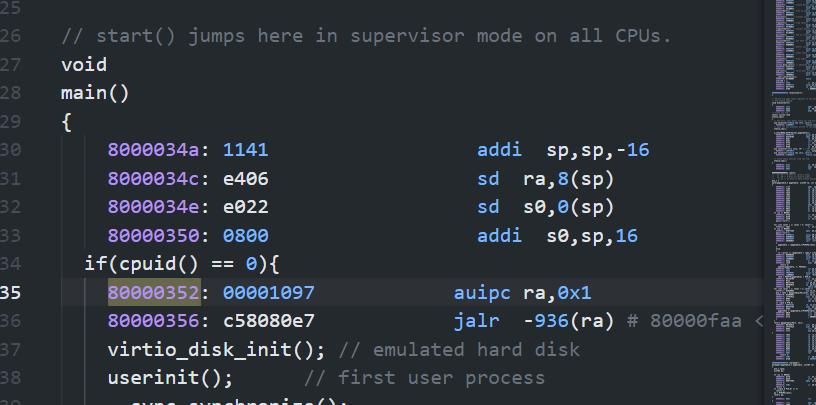 25
26 // start() jumps here in supervisor mode on all CPUs.
27 void
28 main()
29 {
30 8000034a: 1141 addi sp,sp,-16
31 8000034c: e406 sd ra,8(sp)
32 8000034e: e022 sd s0,0(sp)
33 80000350: 0800 addi s0,sp,16
34 if(cpuid() == 0){
35 80000352: 00001097 auipc ra,0x1
36 80000356: c58080e7 jalr -936(ra) # 80000faa <
37 virtio_disk_init(); // emulated hard disk
38 userinit(); // first user process
__sync_synchronize();